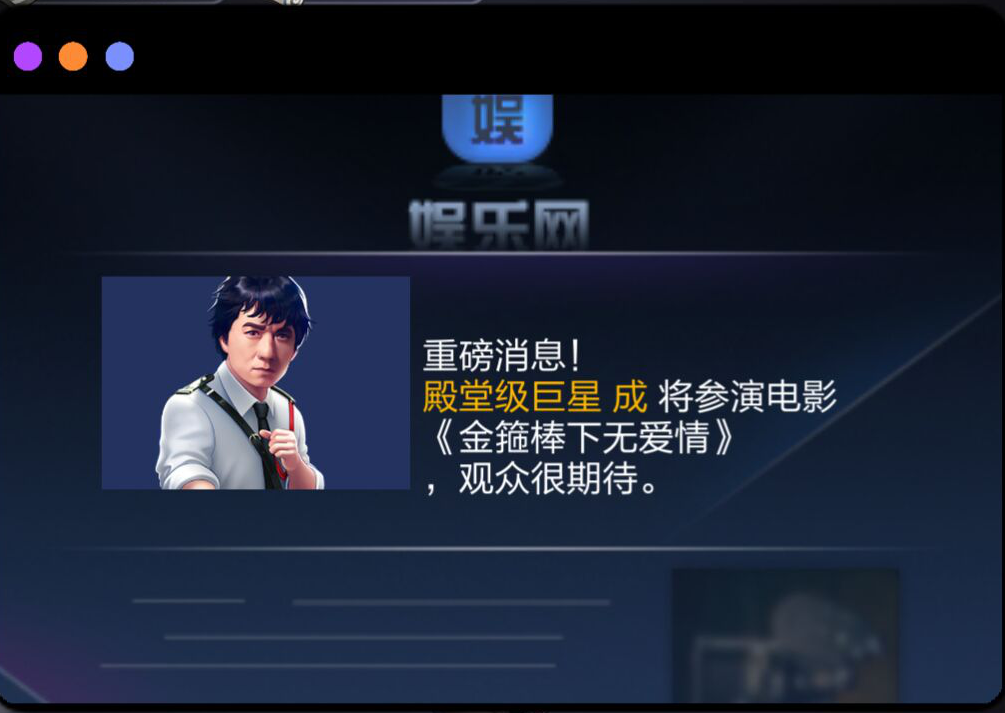 娱
娱乐网
重磅消息！
殿堂级巨星 成 将参演电影
《金箍棒下无爱情》
，观众很期待。